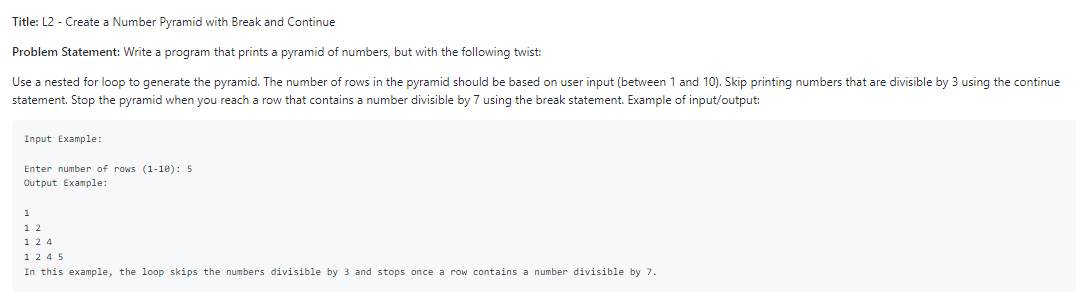 Title: L2 - Create a Number Pyramid with Break and Continue
Problem Statement: Write a program that prints a pyramid of numbers, but with the following twist:
Use a nested for loop to generate the pyramid. The number of rows in the pyramid should be based on user input (between 1 and 10). Skip printing numbers that are divisible by 3 using the continue
statement. Stop the pyramid when you reach a row that contains a number divisible by 7 using the break statement. Example of input/output:
Input Example:
Enter number of rows (1-10): 5
Output Example:
1
1 2
1 2 4
1 2 4 5
In this example, the loop skips the numbers divisible by 3 and stops once a row contains a number divisible by 7.